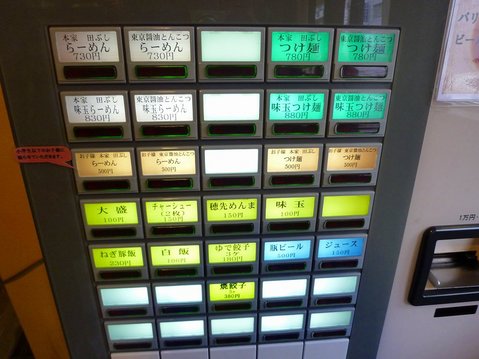 本家 田ぶし
らーめん
730円
東京醤油とんこつ
らーめん
730円
本家 田ぶし
つけ麺
780円
東京醤油とんこつ
つけ麺
780円
本家 田ぶし
味玉らーめん
830円
東京醤油とんこつ
味玉らーめん
830円
本家 田ぶし
味玉つけ麺
880円
東京醤油とんこつ
味玉つけ麺
880円
お子様 本家 田ぶし
らーめん
500円
お子様 東京醤油とんこつ
らーめん
500円
お子様 本家 田ぶし
つけ麺
500円
お子様 東京醤油とんこつ
つけ麺
500円
大盛
100円
チャーシュー
(2枚)
150円
穂先めんま
150円
味玉
100円
ねぎ豚飯
230円
白飯
100円
ゆで餃子
3ケ
180円
瓶ビール
500円
ジュース
150円
焼餃子
380円
1万円